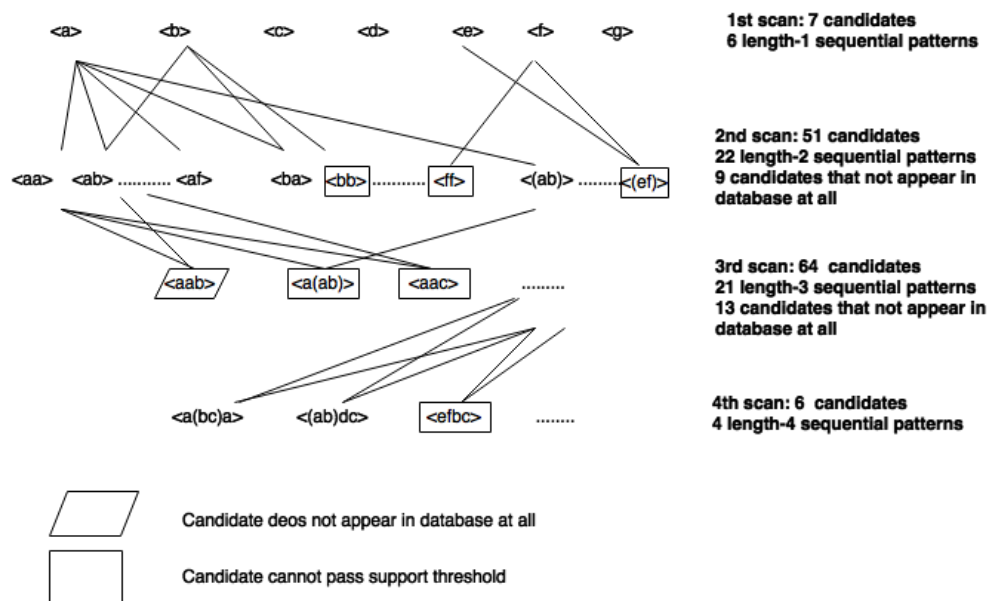 <a> <b> <c> <d> <e> <f> <g>
1st scan: 7 candidates
6 length-1 sequential patterns
<aa> <ab> ........... <af> <ba> <bb> ............ <ff> <(ab)> ......... <(ef)>
2nd scan: 51 candidates
22 length-2 sequential patterns
9 candidates that not appear in
database at all
<aab> <a(ab)> <aac> .........
3rd scan: 64 candidates
21 length-3 sequential patterns
13 candidates that not appear in
database at all
<a(bc)a> <(ab)dc> <efbc> ........
4th scan: 6 candidates
4 length-4 sequential patterns
Candidate deos not appear in database at all
Candidate cannot pass support threshold